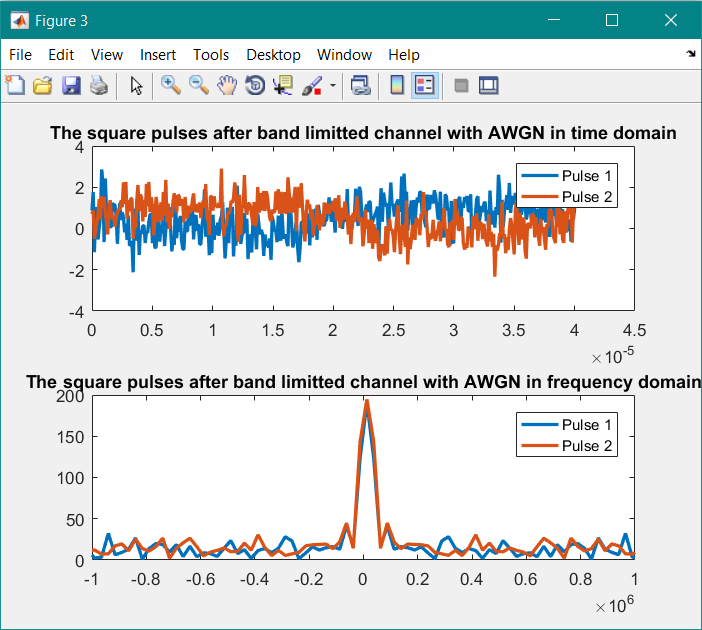 Figure 3
File Edit View Insert Tools Desktop Window Help
The square pulses after band limitted channel with AWGN in time domain
4
2
0
-2
-4
Pulse 1
Pulse 2
0 0.5 1 1.5 2 2.5 3 3.5 4 4.5
×10-5
The square pulses after band limitted channel with AWGN in frequency domain
200
150
100
50
0
Pulse 1
Pulse 2
-1 -0.8 -0.6 -0.4 -0.2 0 0.2 0.4 0.6 0.8 1
×106